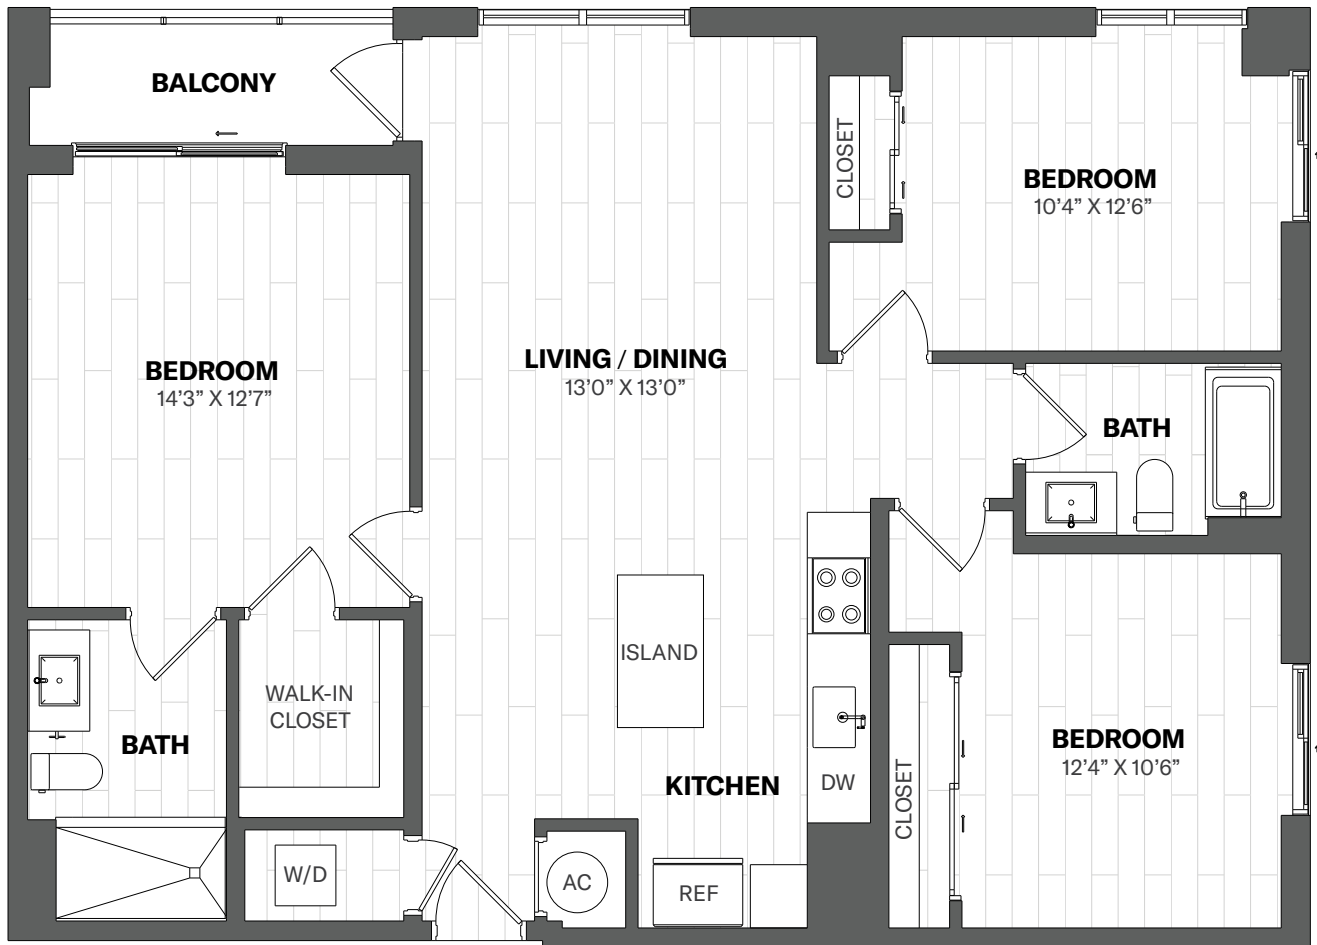 BALCONY
CLOSET
BEDROOM
10’4” X 12’6”
BEDROOM
14’3” X 12’7”
LIVING / DINING
13’0” X 13’0”
BATH
ISLAND
WALK-IN
CLOSET
BATH
KITCHEN
DW
CLOSET
BEDROOM
12’4” X 10’6”
W/D
AC
REF